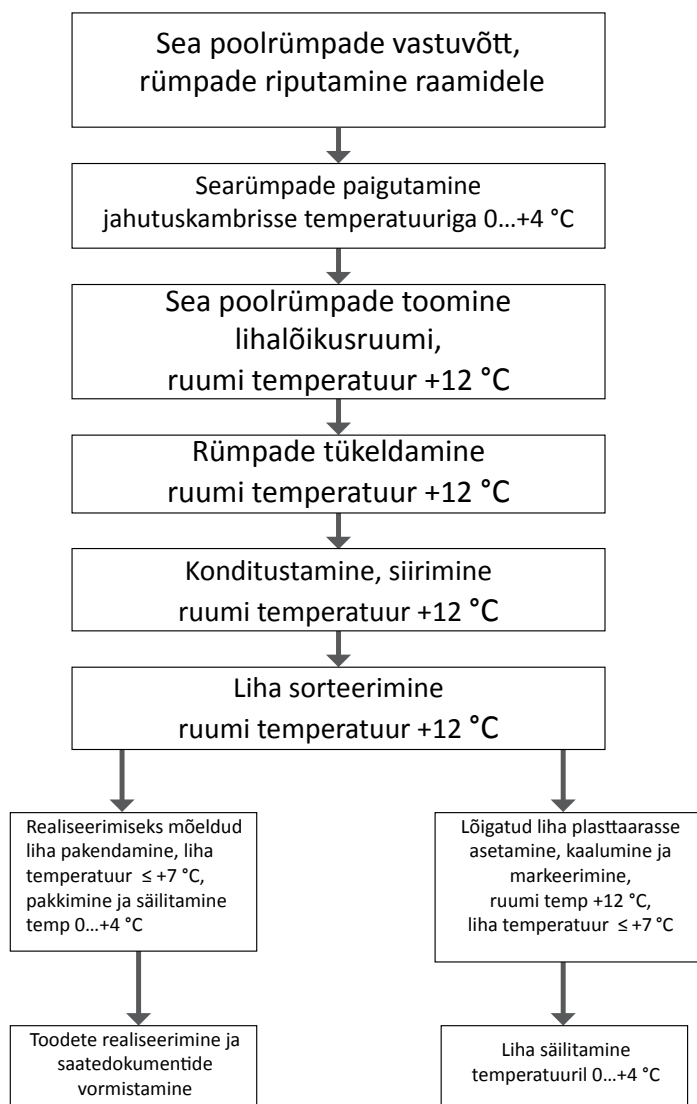 Sea poolrümpade vastuvõtt,
rümpade riputamine raamidele
Searümpade paigutamine
jahutuskambrisse temperatuuriga 0...+4 °C
Sea poolrümpade toomine
lihalõikusruumi,
ruumi temperatuur +12 °C
Rümpade tükeldamine
ruumi temperatuur +12 °C
Konditustamine, siirimine
ruumi temperatuur +12 °C
Liha sorteerimine
ruumi temperatuur +12 °C
Realiseerimiseks mõeldud
liha pakendamine, liha
temperatuur ≤ +7 °C,
pakkimine ja säilitamine
temp 0...+4 °C
Lõigatud liha plasttaarasse
asetamine, kaalumine ja
markeerimine,
ruumi temp +12 °C,
liha temperatuur ≤ +7 °C
Toodete realiseerimine ja
saatedokumentide
vormistamine
Liha säilitamine
temperatuuril 0...+4 °C